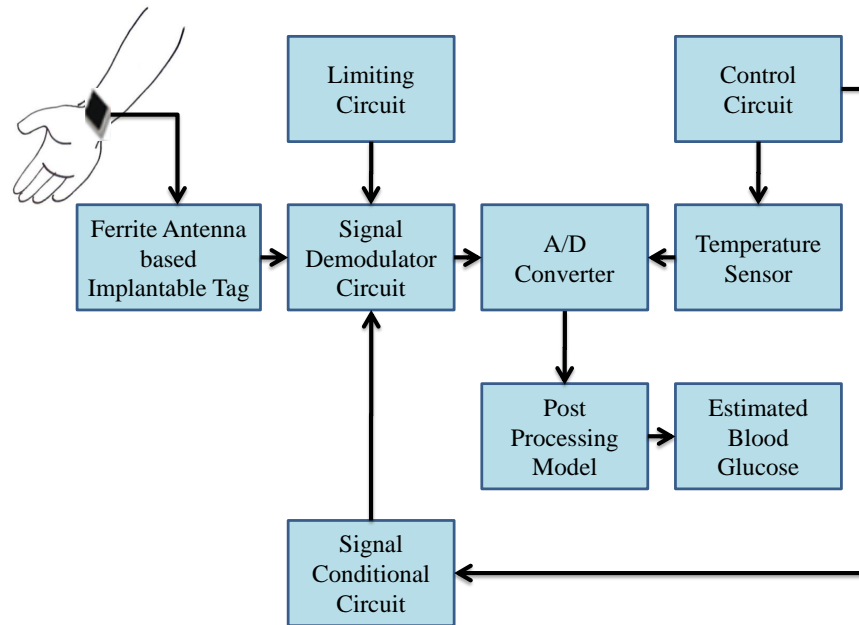 Limiting
Circuit
Control
Circuit
Ferrite Antenna
based
Implantable Tag
Signal
Demodulator
Circuit
A/D
Converter
Temperature
Sensor
Post
Processing
Model
Estimated
Blood
Glucose
Signal
Conditional
Circuit